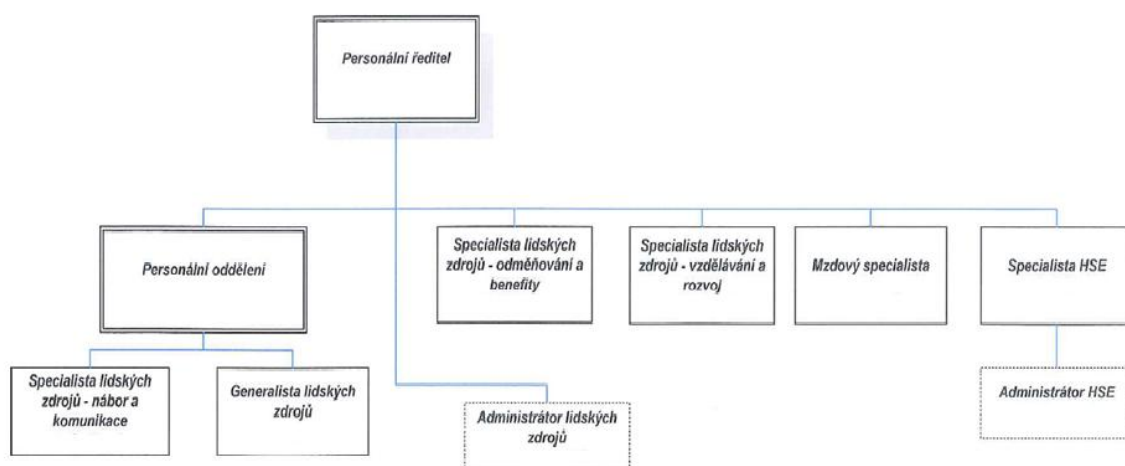 Personální ředitel
Personální oddělení
Specialista lidských
zdrojů - odměňování a
benefity
Specialista lidských
zdrojů - vzdělávání a
rozvoj
Mzdový specialista
Specialista HSE
Specialista lidských
zdrojů - nábor a
komunikace
Generalista lidských
zdrojů
Administrátor lidských
zdrojů
Administrátor HSE